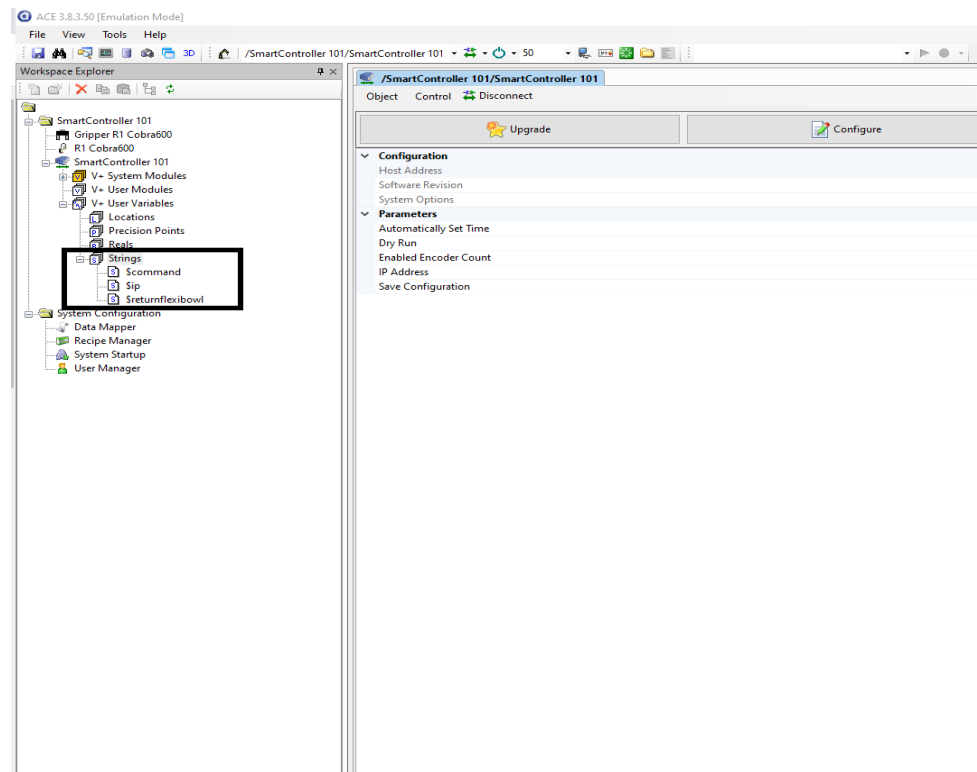 ACE 3.8.3.50 [Emulation Mode]
File View Tools Help
3D /SmartController 101/SmartController 101 50
Workspace Explorer
SmartController 101
Gripper R1 Cobra600
R1 Cobra600
SmartController 101
V+ System Modules
V+ User Modules
V+ User Variables
Locations
Precision Points
Reals
Strings
$command
$ip
$returnflexibowl
System Configuration
Data Mapper
Recipe Manager
System Startup
User Manager
/SmartController 101/SmartController 101
Object Control Disconnect
Upgrade Configure
Configuration
Host Address
Software Revision
System Options
Parameters
Automatically Set Time
Dry Run
Enabled Encoder Count
IP Address
Save Configuration